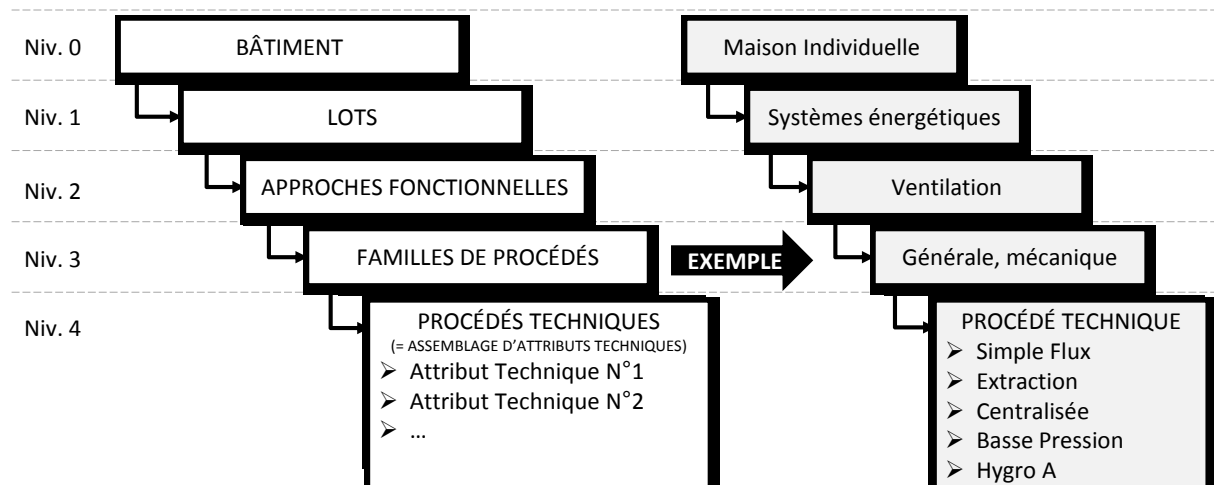 Niv. 0 BÂTIMENT Maison Individuelle
Niv. 1 LOTS Systèmes énergétiques
Niv. 2 APPROCHES FONCTIONNELLES Ventilation
Niv. 3 FAMILLES DE PROCÉDÉS EXEMPLE Générale, mécanique
Niv. 4
PROCÉDÉS TECHNIQUES
(= ASSEMBLAGE D’ATTRIBUTS TECHNIQUES)
➢ Attribut Technique N°1
➢ Attribut Technique N°2
➢ …
PROCÉDÉ TECHNIQUE
➢ Simple Flux
➢ Extraction
➢ Centralisée
➢ Basse Pression
➢ Hygro A